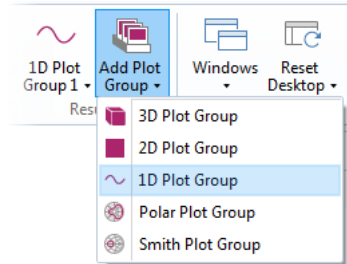 1D Plot Add Plot Windows Reset
Group 1 Group Desktop
Res
3D Plot Group
2D Plot Group
1D Plot Group
Polar Plot Group
Smith Plot Group